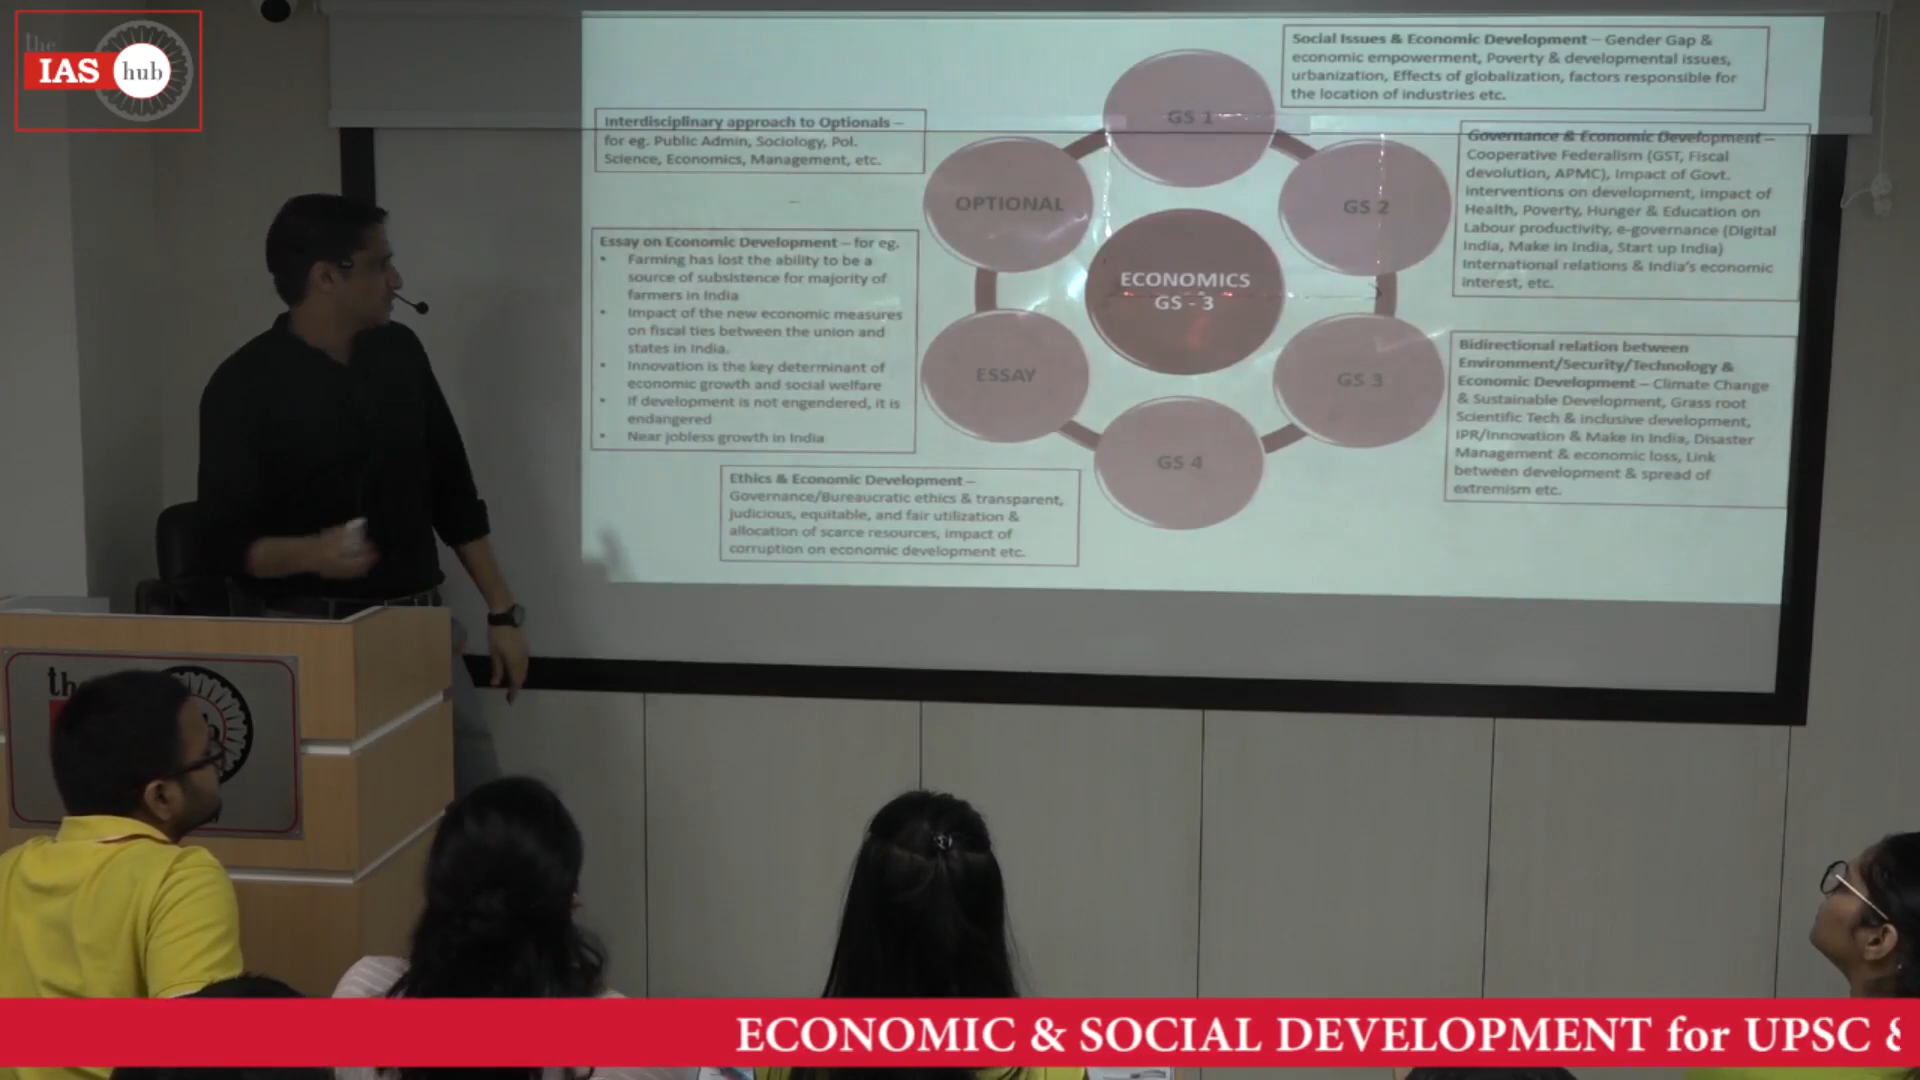 the
IAS hub
Social Issues & Economic Development – Gender Gap &
economic empowerment, Poverty & developmental issues,
urbanization, Effects of globalization, factors responsible for
the location of industries etc.
Interdisciplinary approach to Optionals –
for eg. Public Admin, Sociology, Pol.
Science, Economics, Management, etc.
GS 1
Governance & Economic Development –
Cooperative Federalism (GST, Fiscal
devolution, APMC), Impact of Govt.
interventions on development, impact of
Health, Poverty, Hunger & Education on
Labour productivity, e-governance (Digital
India, Make in India, Start up India)
International relations & India's economic
interest, etc.
OPTIONAL
GS 2
Essay on Economic Development – for eg.
• Farming has lost the ability to be a
source of subsistence for majority of
farmers in India
• Impact of the new economic measures
on fiscal ties between the union and
states in India.
• Innovation is the key determinant of
economic growth and social welfare
• If development is not engendered, it is
endangered
• Near jobless growth in India
ECONOMICS
GS - 3
ESSAY
GS 3
Bidirectional relation between
Environment/Security/Technology &
Economic Development – Climate Change
& Sustainable Development, Grass root
Scientific Tech & inclusive development,
IPR/Innovation & Make in India, Disaster
Management & economic loss, Link
between development & spread of
extremism etc.
GS 4
Ethics & Economic Development –
Governance/Bureaucratic ethics & transparent,
judicious, equitable, and fair utilization &
allocation of scarce resources, impact of
corruption on economic development etc.
th
ECONOMIC & SOCIAL DEVELOPMENT for UPSC &